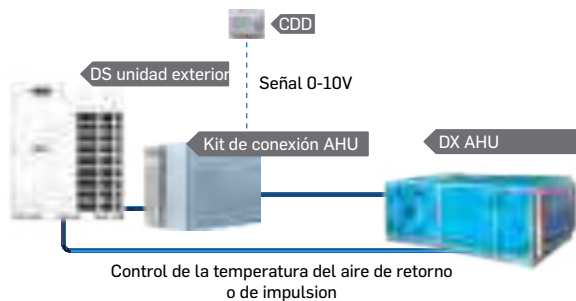 CDD
DS unidad exterior
Señal 0-10V
Kit de conexión AHU
DX AHU
Control de la temperatura del aire de retorno
o de impulsion